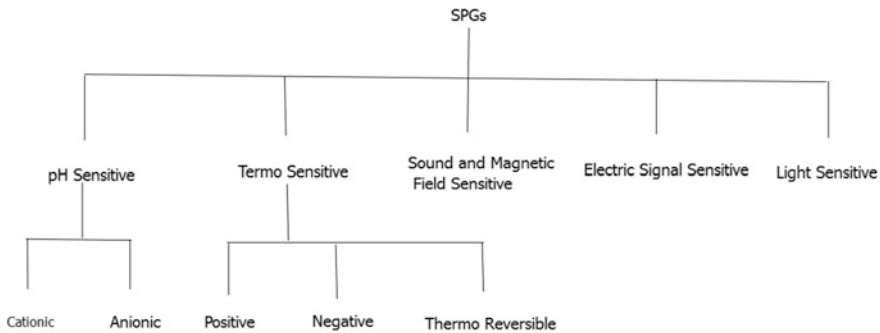 SPGs
pH Sensitive
Termo Sensitive
Sound and Magnetic
Field Sensitive
Electric Signal Sensitive
Light Sensitive
Cationic
Anionic
Positive
Negative
Thermo Reversible